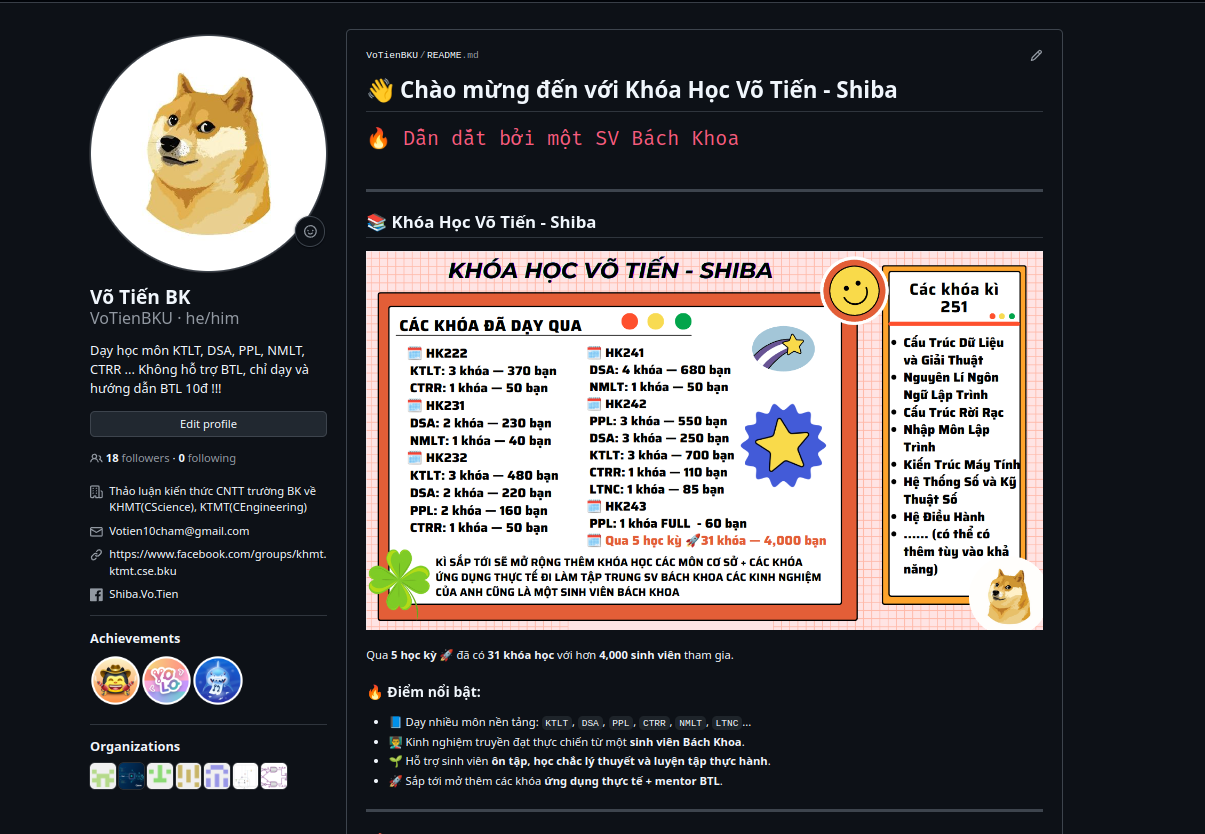 Võ Tiến BK
VoTienBKU · he/him
Dạy học môn KTLT, DSA, PPL, NMLT,
CTRR ... Không hỗ trợ BTL, chỉ dạy và
hướng dẫn BTL 10đ !!!
Edit profile
18 followers · 0 following
Thảo luận kiến thức CNTT trường BK về
KHMT(CScience), KTMT(CEngineering)
Votien10cham@gmail.com
https://www.facebook.com/groups/khmt.
ktmt.cse.bku
Shiba.Vo.Tien
Achievements
YOLO
Organizations
VoTienBKU/README.md
👋 Chào mừng đến với Khóa Học Võ Tiến - Shiba
🔥 Dẫn dắt bởi một SV Bách Khoa
📚 Khóa Học Võ Tiến - Shiba
KHÓA HỌC VÕ TIẾN - SHIBA
CÁC KHÓA ĐÃ DẠY QUA
🗓️ HK222
KTLT: 3 khóa — 370 bạn
CTRR: 1 khóa — 50 bạn
🗓️ HK231
DSA: 2 khóa — 230 bạn
NMLT: 1 khóa — 40 bạn
🗓️ HK232
KTLT: 3 khóa — 480 bạn
DSA: 2 khóa — 220 bạn
PPL: 2 khóa — 160 bạn
CTRR: 1 khóa — 50 bạn
🗓️ HK241
DSA: 4 khóa — 680 bạn
NMLT: 1 khóa — 50 bạn
🗓️ HK242
PPL: 3 khóa — 550 bạn
DSA: 3 khóa — 250 bạn
KTLT: 3 khóa — 700 bạn
CTRR: 1 khóa — 110 bạn
LTNC: 1 khóa — 85 bạn
🗓️ HK243
PPL: 1 khóa FULL - 60 bạn
🗓️ Qua 5 học kỳ 🚀31 khóa — 4,000 bạn
KÌ SẮP TỚI SẼ MỞ RỘNG THÊM KHÓA HỌC CÁC MÔN CƠ SỞ + CÁC KHÓA
ỨNG DỤNG THỰC TẾ ĐI LÀM TẬP TRUNG SV BÁCH KHOA CÁC KINH NGHIỆM
CỦA ANH CŨNG LÀ MỘT SINH VIÊN BÁCH KHOA
Các khóa kì
251
• Cấu Trúc Dữ Liệu
và Giải Thuật
• Nguyên Lí Ngôn
Ngữ Lập Trình
• Cấu Trúc Rời Rạc
• Nhập Môn Lập
Trình
• Kiến Trúc Máy Tính
• Hệ Thống Số và Kỹ
Thuật Số
• Hệ Điều Hành
• ...... (có thể có
thêm tùy vào khả
năng)
Qua 5 học kỳ 🚀 đã có 31 khóa học với hơn 4,000 sinh viên tham gia.
🔥 Điểm nổi bật:
• 📘 Dạy nhiều môn nền tảng: KTLT, DSA, PPL, CTRR, NMLT, LTNC...
• 👨‍🏫 Kinh nghiệm truyền đạt thực chiến từ một sinh viên Bách Khoa.
• 🌱 Hỗ trợ sinh viên ôn tập, học chắc lý thuyết và luyện tập thực hành.
• 🚀 Sắp tới mở thêm các khóa ứng dụng thực tế + mentor BTL.